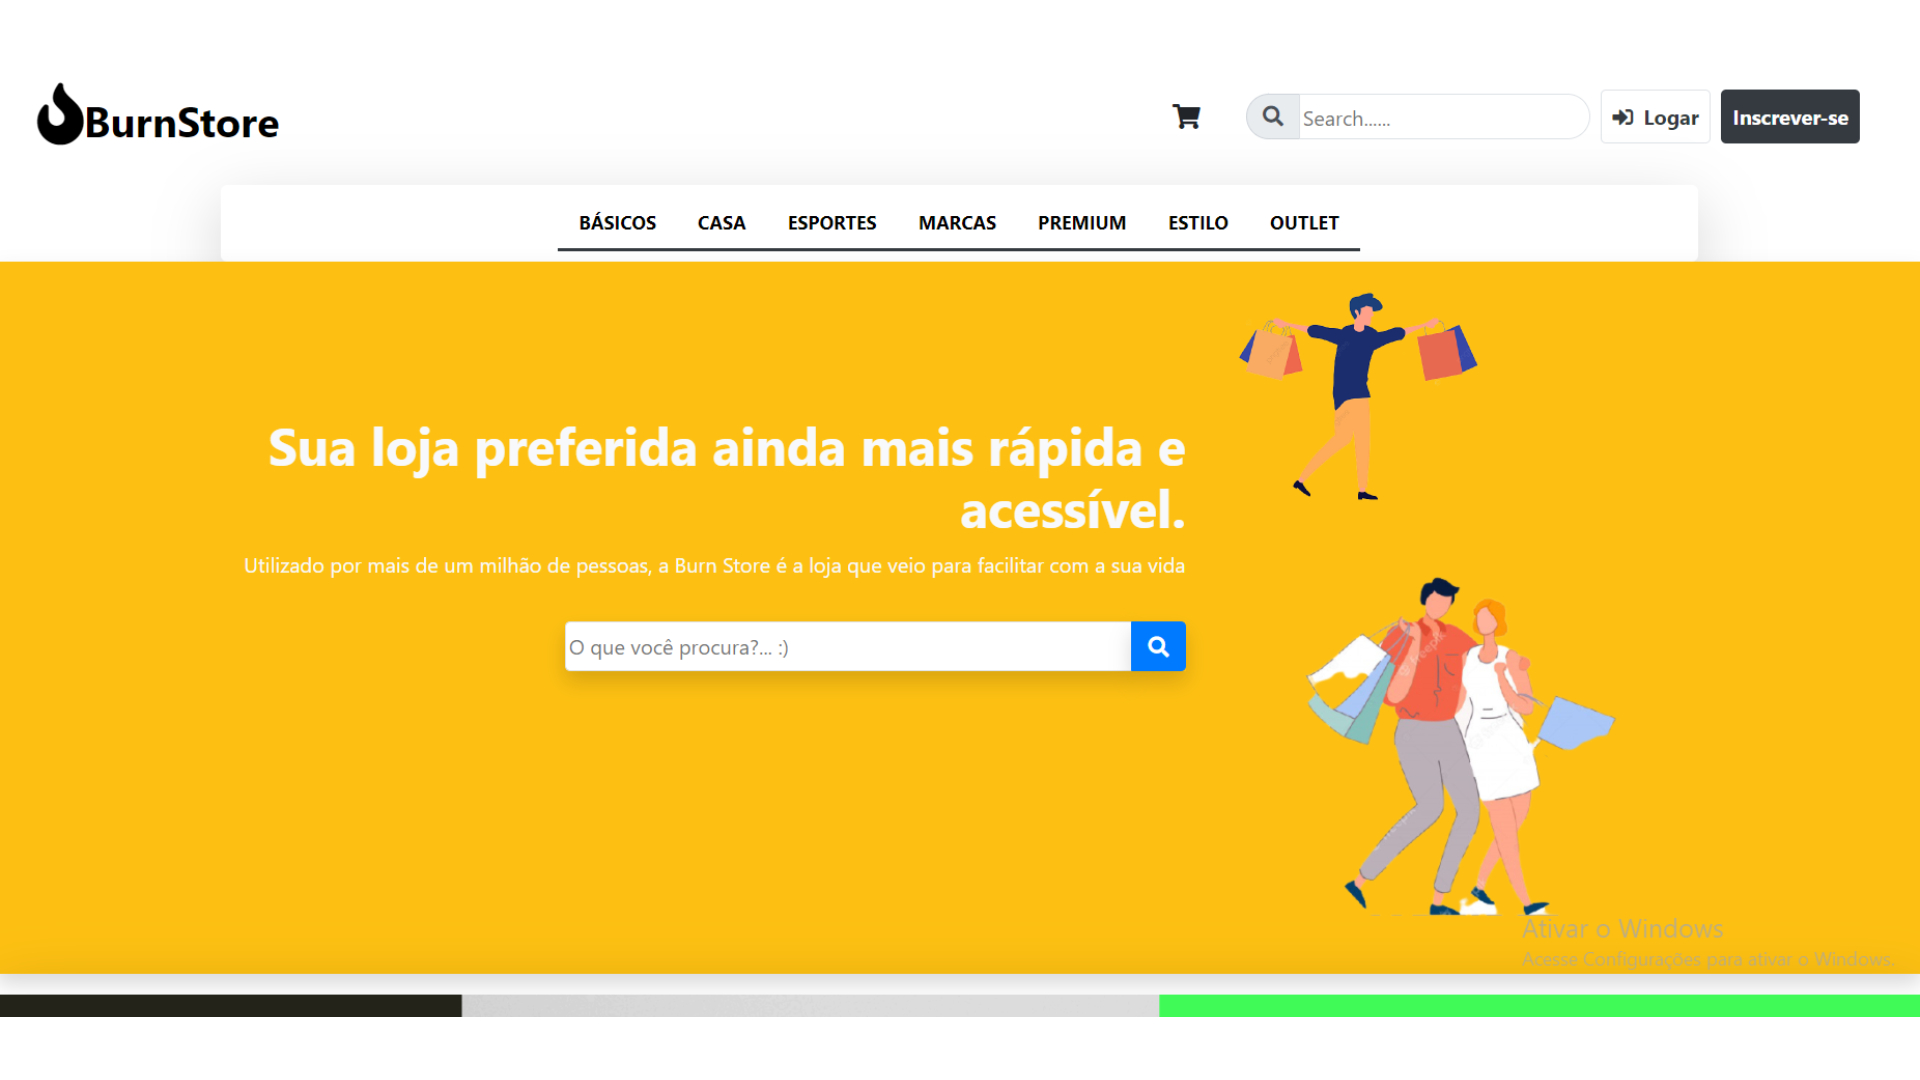 BurnStore
Search......
Logar
Inscrever-se
BÁSICOS CASA ESPORTES MARCAS PREMIUM ESTILO OUTLET
Sua loja preferida ainda mais rápida e
acessível.
Utilizado por mais de um milhão de pessoas, a Burn Store é a loja que veio para facilitar com a sua vida
O que você procura?... :)
Ativar o Windows
Acesse Configurações para ativar o Windows.